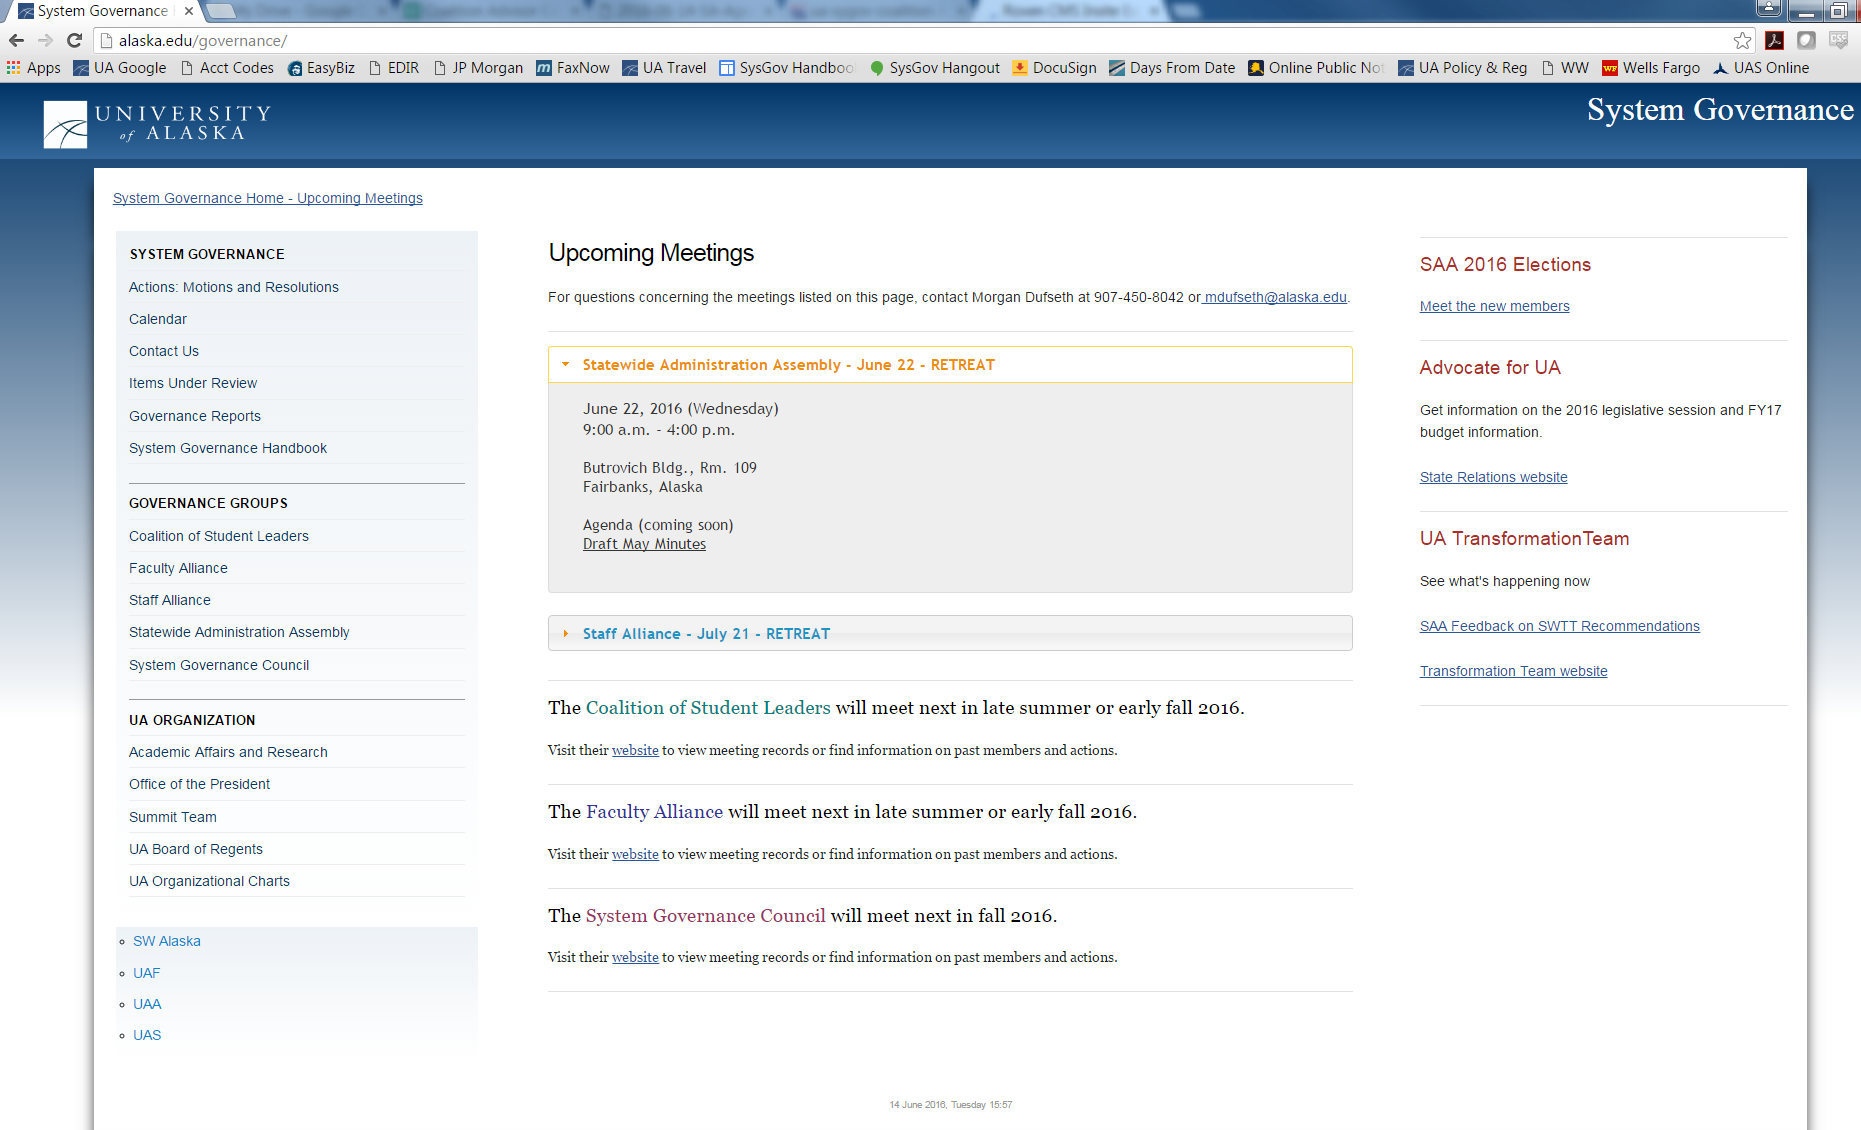 System Governance
alaska.edu/governance/
Apps UA Google Acct Codes EasyBiz EDIR JP Morgan FaxNow UA Travel SysGov Handboo SysGov Hangout DocuSign Days From Date Online Public Not UA Policy & Reg WW Wells Fargo UAS Online
UNIVERSITY
of ALASKA
System Governance
System Governance Home - Upcoming Meetings
SYSTEM GOVERNANCE
Actions: Motions and Resolutions
Calendar
Contact Us
Items Under Review
Governance Reports
System Governance Handbook
GOVERNANCE GROUPS
Coalition of Student Leaders
Faculty Alliance
Staff Alliance
Statewide Administration Assembly
System Governance Council
UA ORGANIZATION
Academic Affairs and Research
Office of the President
Summit Team
UA Board of Regents
UA Organizational Charts
SW Alaska
UAF
UAA
UAS
Upcoming Meetings
For questions concerning the meetings listed on this page, contact Morgan Dufseth at 907-450-8042 or mdufseth@alaska.edu.
Statewide Administration Assembly - June 22 - RETREAT
June 22, 2016 (Wednesday)
9:00 a.m. - 4:00 p.m.
Butrovich Bldg., Rm. 109
Fairbanks, Alaska
Agenda (coming soon)
Draft May Minutes
Staff Alliance - July 21 - RETREAT
The Coalition of Student Leaders will meet next in late summer or early fall 2016.
Visit their website to view meeting records or find information on past members and actions.
The Faculty Alliance will meet next in late summer or early fall 2016.
Visit their website to view meeting records or find information on past members and actions.
The System Governance Council will meet next in fall 2016.
Visit their website to view meeting records or find information on past members and actions.
SAA 2016 Elections
Meet the new members
Advocate for UA
Get information on the 2016 legislative session and FY17
budget information.
State Relations website
UA TransformationTeam
See what's happening now
SAA Feedback on SWTT Recommendations
Transformation Team website
14 June 2016, Tuesday 15:57